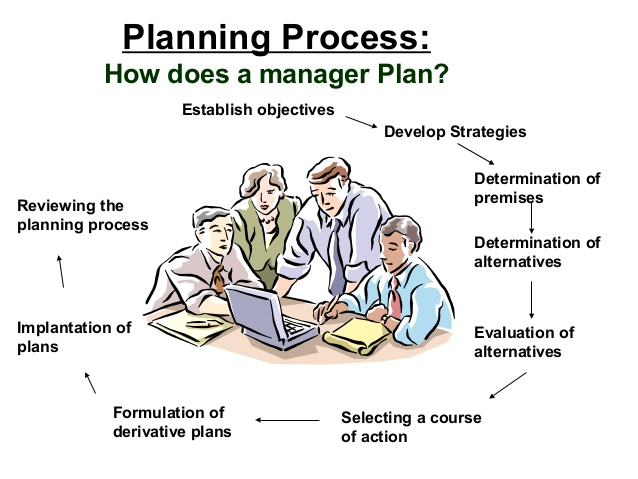 Planning Process:
How does a manager Plan?
Establish objectives
Develop Strategies
Determination of
premises
Determination of
alternatives
Evaluation of
alternatives
Selecting a course
of action
Formulation of
derivative plans
Implantation of
plans
Reviewing the
planning process